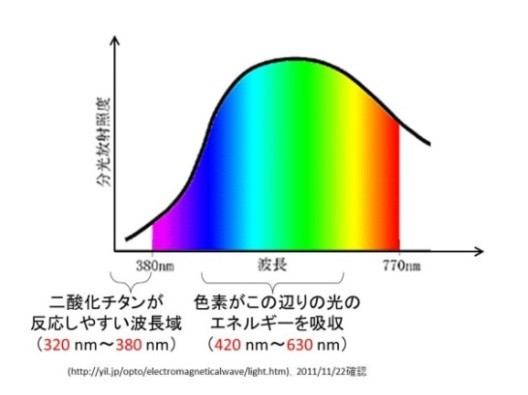 分光放射照度
380nm
波長
770nm
二酸化チタンが
反応しやすい波長域
（320 nm～380 nm）
色素がこの辺りの光の
エネルギーを吸収
（420 nm～630 nm）
(http://yil.jp/opto/electromagneticalwave/light.htm)、2011/11/22確認